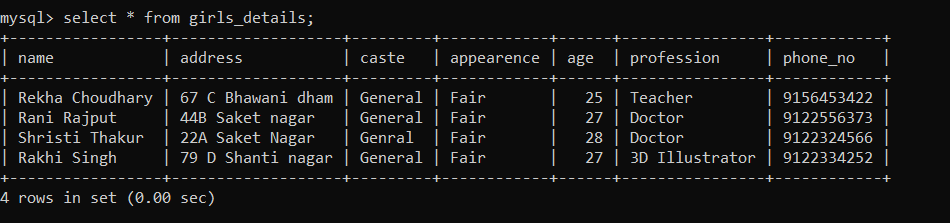 mysql> select * from girls_details;
+-----------------+------------------+---------+------------+------+----------------+------------+
| name            | address          | caste   | appearence | age  | profession     | phone_no   |
+-----------------+------------------+---------+------------+------+----------------+------------+
| Rekha Choudhary | 67 C Bhawani dham | General | Fair       |   25 | Teacher        | 9156453422 |
| Rani Rajput     | 44B Saket nagar  | General | Fair       |   27 | Doctor         | 9122556373 |
| Shristi Thakur  | 22A Saket Nagar  | Genral  | Fair       |   28 | Doctor         | 9122324566 |
| Rakhi Singh     | 79 D Shanti nagar | General | Fair       |   27 | 3D Illustrator | 9122334252 |
+-----------------+------------------+---------+------------+------+----------------+------------+
4 rows in set (0.00 sec)